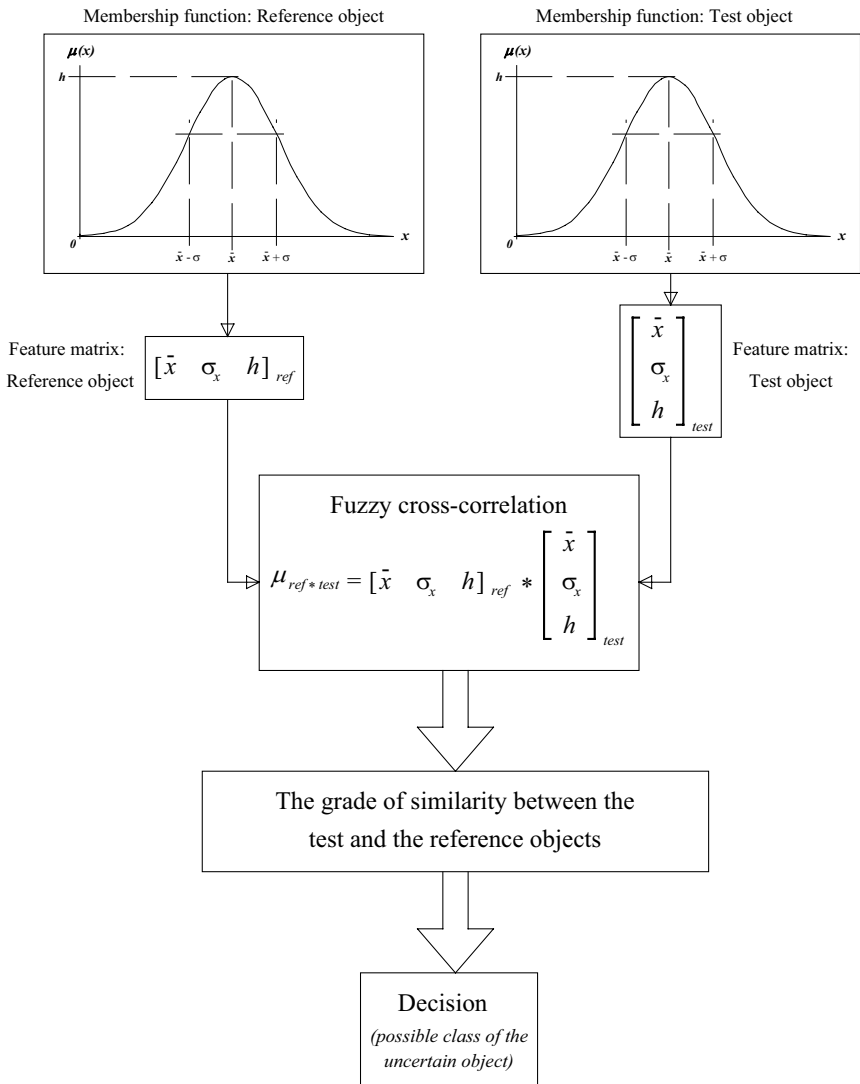 Membership function: Reference object
Membership function: Test object
μ(x)
h
0
x
x̄ - σ
x̄
x̄ + σ
μ(x)
h
0
x
x̄ - σ
x̄
x̄ + σ
Feature matrix:
Reference object
[x̄ σₓ h] ref
x̄
σₓ
h
test
Feature matrix:
Test object
Fuzzy cross-correlation
μ ref * test = [x̄ σₓ h] ref * [x̄ σₓ h] test
The grade of similarity between the
test and the reference objects
Decision
(possible class of the
uncertain object)